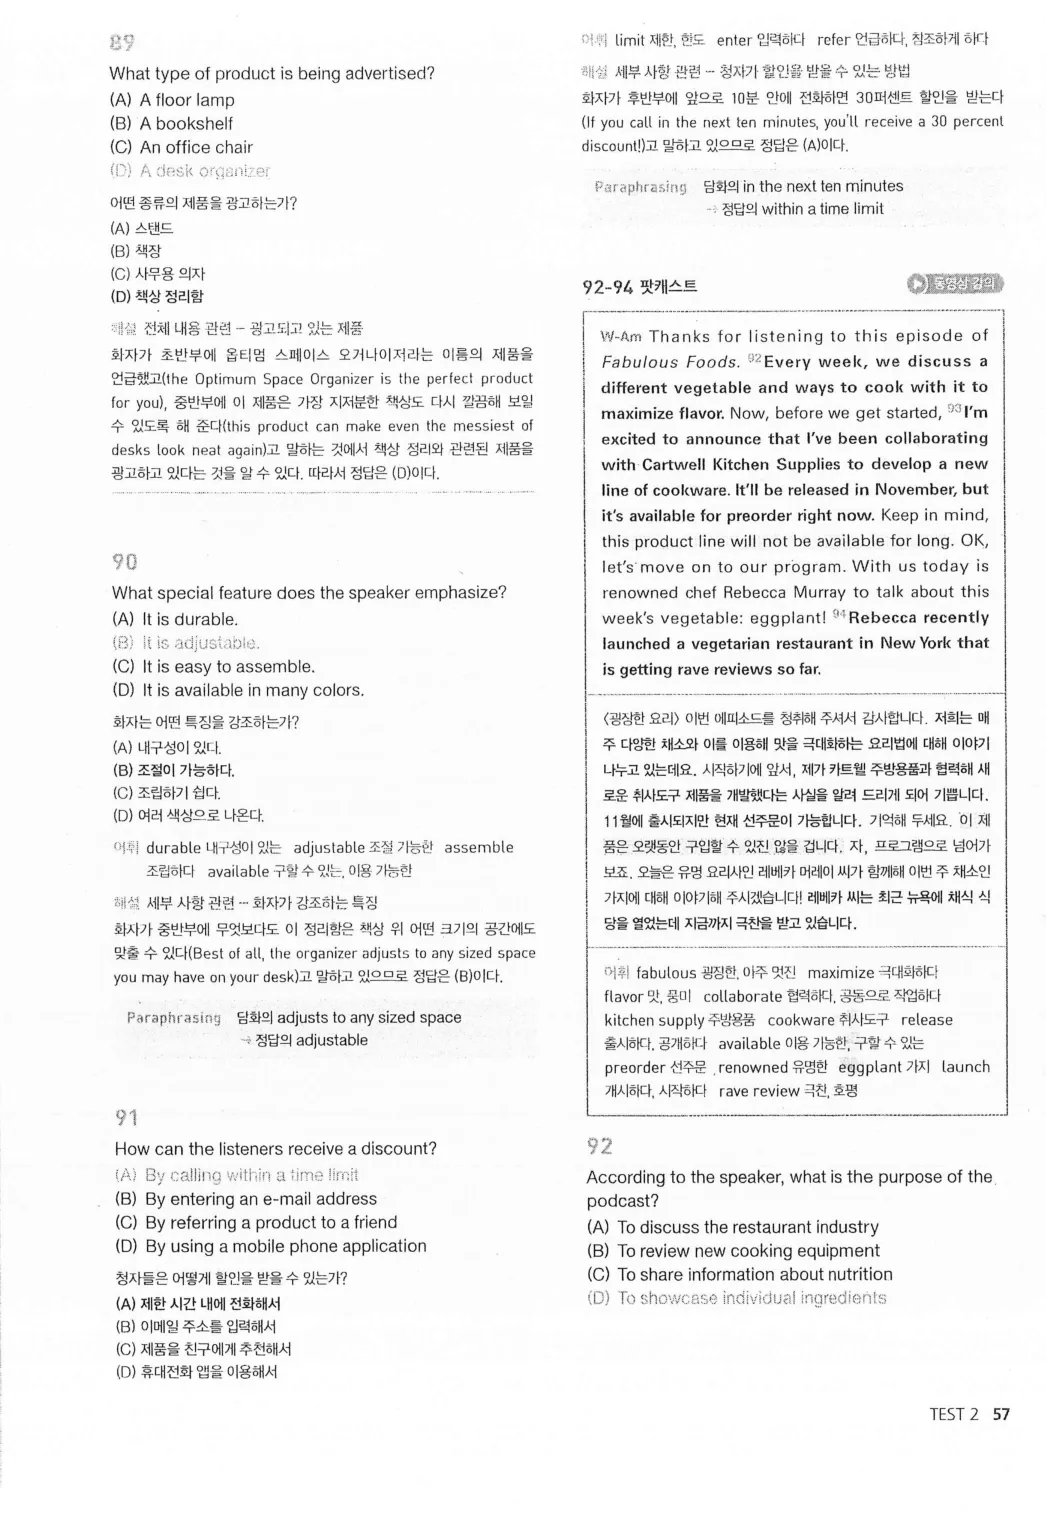 89
What type of product is being advertised?
(A) A floor lamp
(B) A bookshelf
(C) An office chair
(D) A desk organizer
어떤 종류의 제품을 광고하는가?
(A) 스탠드
(B) 책장
(C) 사무용 의자
(D) 책상 정리함
해설 전체 내용 관련 – 광고되고 있는 제품
화자가 초반부에 옵티멈 스페이스 오거나이저라는 이름의 제품을
언급했고(the Optimum Space Organizer is the perfect product
for you), 중반부에 이 제품은 가장 지저분한 책상도 다시 깔끔해 보일
수 있도록 해 준다(this product can make even the messiest of
desks look neat again)고 말하는 것에서 책상 정리와 관련된 제품을
광고하고 있다는 것을 알 수 있다. 따라서 정답은 (D)이다.
90
What special feature does the speaker emphasize?
(A) It is durable.
(B) It is adjustable.
(C) It is easy to assemble.
(D) It is available in many colors.
화자는 어떤 특징을 강조하는가?
(A) 내구성이 있다.
(B) 조절이 가능하다.
(C) 조립하기 쉽다.
(D) 여러 색상으로 나온다.
어휘 durable 내구성이 있는 adjustable 조절 가능한 assemble
조립하다 available 구할 수 있는, 이용 가능한
해설 세부 사항 관련 – 화자가 강조하는 특징
화자가 중반부에 무엇보다도 이 정리함은 책상 위 어떤 크기의 공간에도
맞출 수 있다(Best of all, the organizer adjusts to any sized space
you may have on your desk)고 말하고 있으므로 정답은 (B)이다.
Paraphrasing 담화의 adjusts to any sized space
→ 정답의 adjustable
91
How can the listeners receive a discount?
(A) By calling within a time limit
(B) By entering an e-mail address
(C) By referring a product to a friend
(D) By using a mobile phone application
청자들은 어떻게 할인을 받을 수 있는가?
(A) 제한 시간 내에 전화해서
(B) 이메일 주소를 입력해서
(C) 제품을 친구에게 추천해서
(D) 휴대전화 앱을 이용해서
어휘 limit 제한, 한도 enter 입력하다 refer 언급하다, 참조하게 하다
해설 세부 사항 관련 – 청자가 할인을 받을 수 있는 방법
화자가 후반부에 앞으로 10분 안에 전화하면 30퍼센트 할인을 받는다
(If you call in the next ten minutes, you'll receive a 30 percent
discount!)고 말하고 있으므로 정답은 (A)이다.
Paraphrasing 담화의 in the next ten minutes
→ 정답의 within a time limit
92-94 팟캐스트 동영상 강의
W-Am Thanks for listening to this episode of
Fabulous Foods. 92 Every week, we discuss a
different vegetable and ways to cook with it to
maximize flavor. Now, before we get started, 93 I'm
excited to announce that I've been collaborating
with Cartwell Kitchen Supplies to develop a new
line of cookware. It'll be released in November, but
it's available for preorder right now. Keep in mind,
this product line will not be available for long. OK,
let's move on to our program. With us today is
renowned chef Rebecca Murray to talk about this
week's vegetable: eggplant! 94 Rebecca recently
launched a vegetarian restaurant in New York that
is getting rave reviews so far.
〈굉장한 요리〉 이번 에피소드를 청취해 주셔서 감사합니다. 저희는 매
주 다양한 채소와 이를 이용해 맛을 극대화하는 요리법에 대해 이야기
나누고 있는데요. 시작하기에 앞서, 제가 카트웰 주방용품과 협력해 새
로운 취사도구 제품을 개발했다는 사실을 알려 드리게 되어 기쁩니다.
11월에 출시되지만 현재 선주문이 가능합니다. 기억해 두세요. 이 제
품은 오랫동안 구입할 수 있진 않을 겁니다. 자, 프로그램으로 넘어가
보죠. 오늘은 유명 요리사인 레베카 머레이 씨가 함께해 이번 주 채소인
가지에 대해 이야기해 주시겠습니다! 레베카 씨는 최근 뉴욕에 채식 식
당을 열었는데 지금까지 극찬을 받고 있습니다.
어휘 fabulous 굉장한, 아주 멋진 maximize 극대화하다
flavor 맛, 풍미 collaborate 협력하다, 공동으로 작업하다
kitchen supply 주방용품 cookware 취사도구 release
출시하다, 공개하다 available 이용 가능한, 구할 수 있는
preorder 선주문 renowned 유명한 eggplant 가지 launch
개시하다, 시작하다 rave review 극찬, 호평
92
According to the speaker, what is the purpose of the
podcast?
(A) To discuss the restaurant industry
(B) To review new cooking equipment
(C) To share information about nutrition
(D) To showcase individual ingredients
TEST 2 57